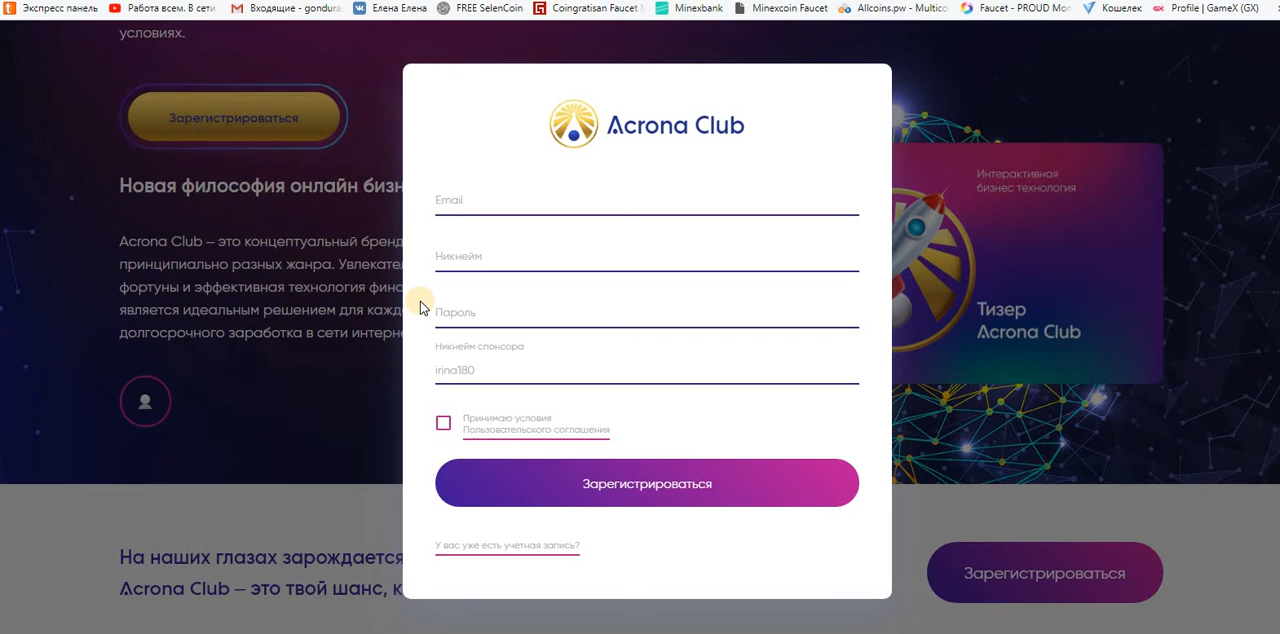 Экспресс панель
Работа всем. В сети
Входящие - gondura
Елена Елена
FREE SelenCoin
Coingratisan Faucet
Minexbank
Minexcoin Faucet
Allcoins.pw - Multico
Faucet - PROUD Mon
Кошелек
Profile | GameX (GX)
условиях.
Зарегистрироваться
Новая философия онлайн бизн
Acrona Club – это концептуальный бренд
принципиально разных жанра. Увлекате
фортуны и эффективная технология фина
является идеальным решением для кажд
долгосрочного заработка в сети интерн
Acrona Club
Email
Никнейм
Пароль
Никнейм спонсора
irina180
Принимаю условия
Пользовательского соглашения
Зарегистрироваться
У вас уже есть учетная запись?
Интерактивная
бизнес технология
Тизер
Acrona Club
На наших глазах зарождается
Acrona Club – это твой шанс, к
Зарегистрироваться